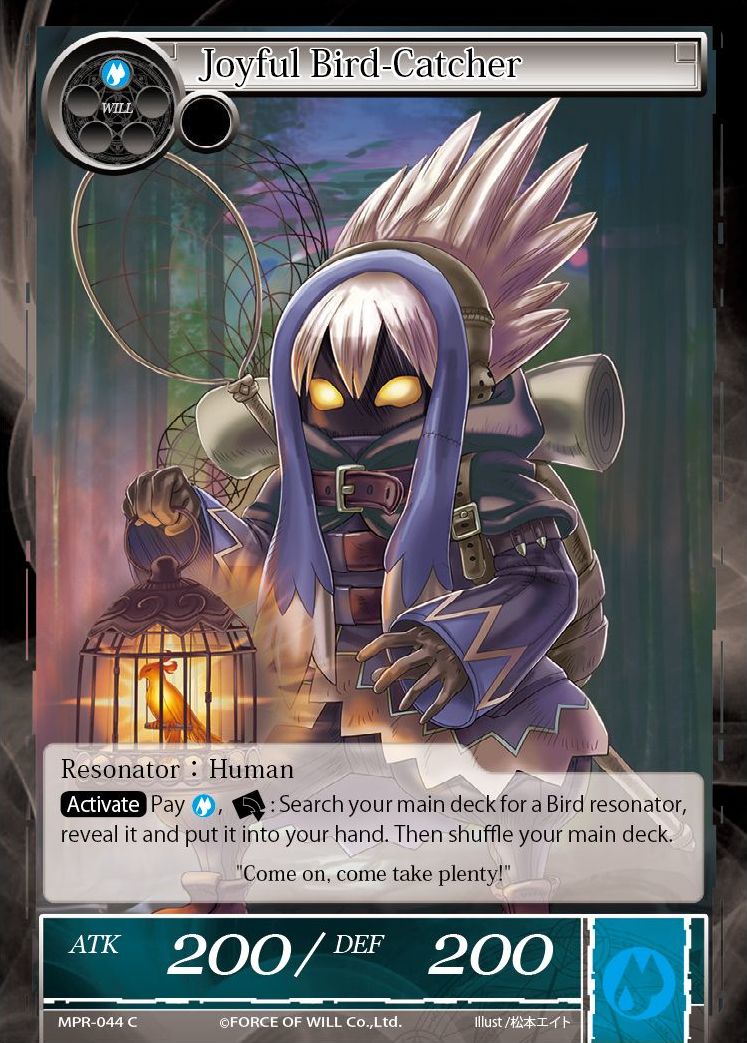 Joyful Bird-Catcher
WILL
Resonator : Human
Activate Pay , : Search your main deck for a Bird resonator,
reveal it and put it into your hand. Then shuffle your main deck.
"Come on, come take plenty!"
ATK 200 / DEF 200
MPR-044 C ©FORCE OF WILL Co.,Ltd. Illust /松本エイト